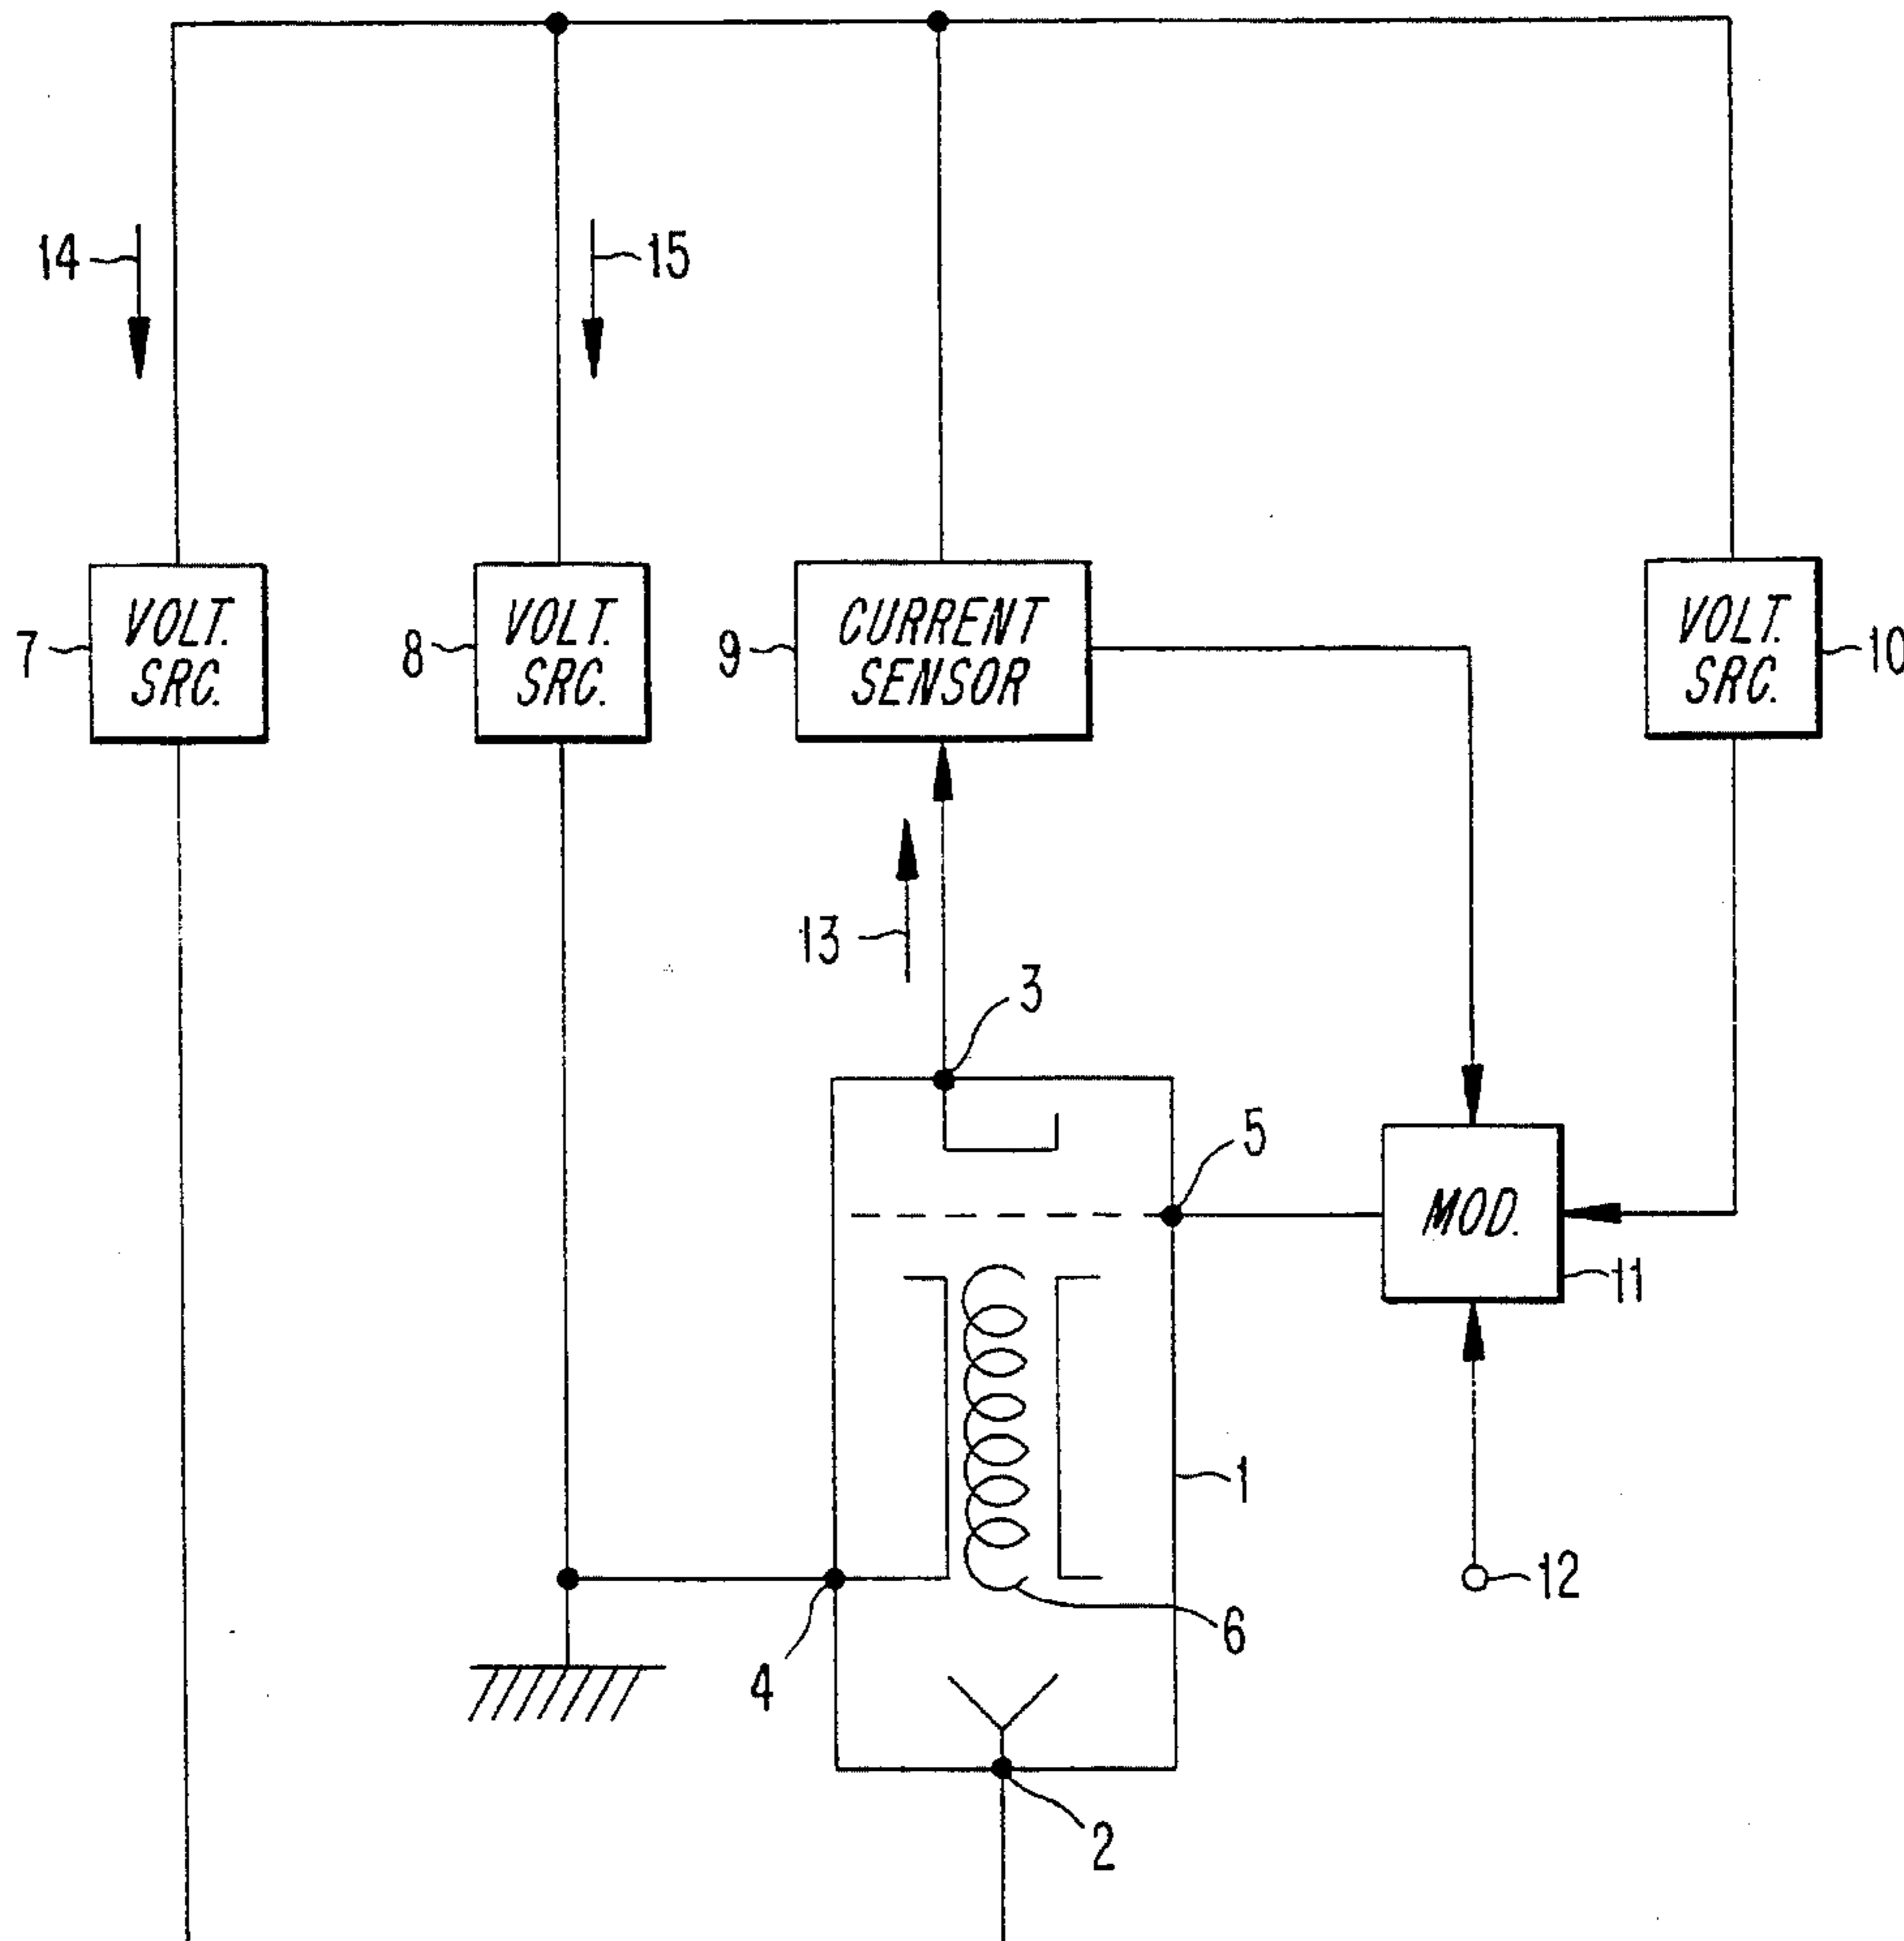 14
15
7
VOLT.
SRC.
8
VOLT.
SRC.
9
CURRENT
SENSOR
VOLT.
SRC.
10
13
3
5
MOD.
11
1
12
6
4
2